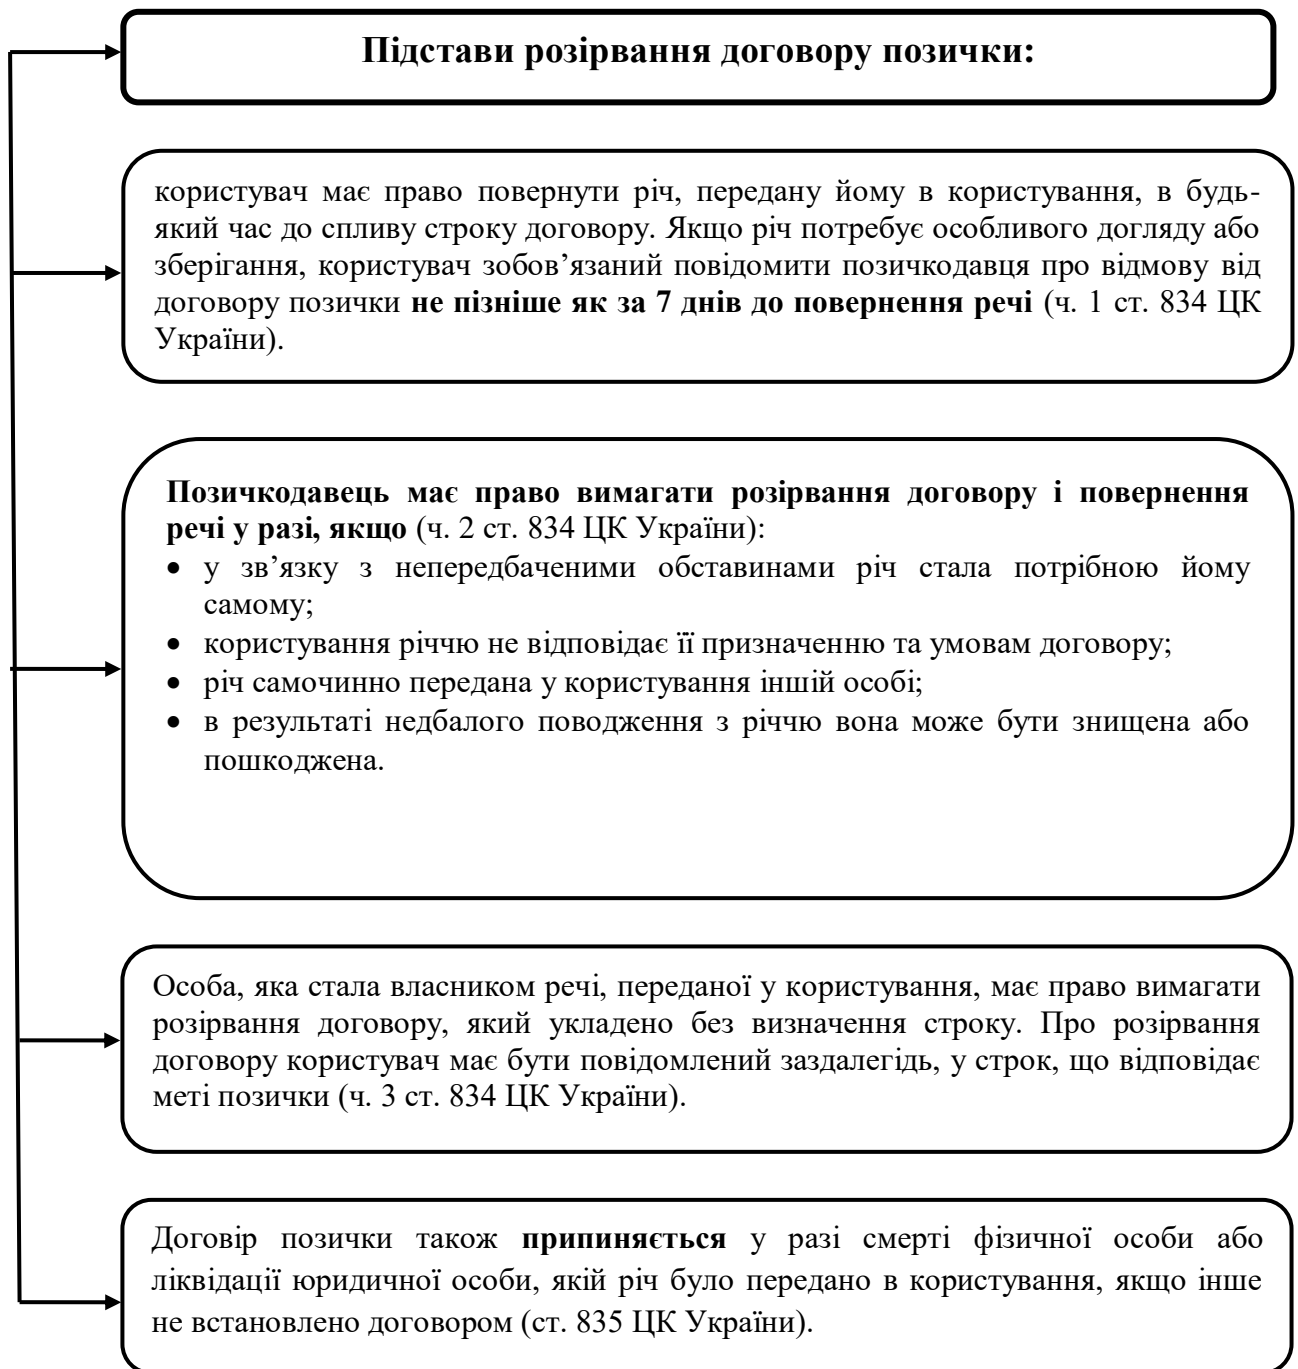 Підстави розірвання договору позички:
користувач має право повернути річ, передану йому в користування, в будь-
який час до спливу строку договору. Якщо річ потребує особливого догляду або
зберігання, користувач зобов’язаний повідомити позичкодавця про відмову від
договору позички не пізніше як за 7 днів до повернення речі (ч. 1 ст. 834 ЦК
України).
Позичкодавець має право вимагати розірвання договору і повернення
речі у разі, якщо (ч. 2 ст. 834 ЦК України):
• у зв’язку з непередбаченими обставинами річ стала потрібною йому
самому;
• користування річчю не відповідає її призначенню та умовам договору;
• річ самочинно передана у користування іншій особі;
• в результаті недбалого поводження з річчю вона може бути знищена або
пошкоджена.
Особа, яка стала власником речі, переданої у користування, має право вимагати
розірвання договору, який укладено без визначення строку. Про розірвання
договору користувач має бути повідомлений заздалегідь, у строк, що відповідає
меті позички (ч. 3 ст. 834 ЦК України).
Договір позички також припиняється у разі смерті фізичної особи або
ліквідації юридичної особи, якій річ було передано в користування, якщо інше
не встановлено договором (ст. 835 ЦК України).